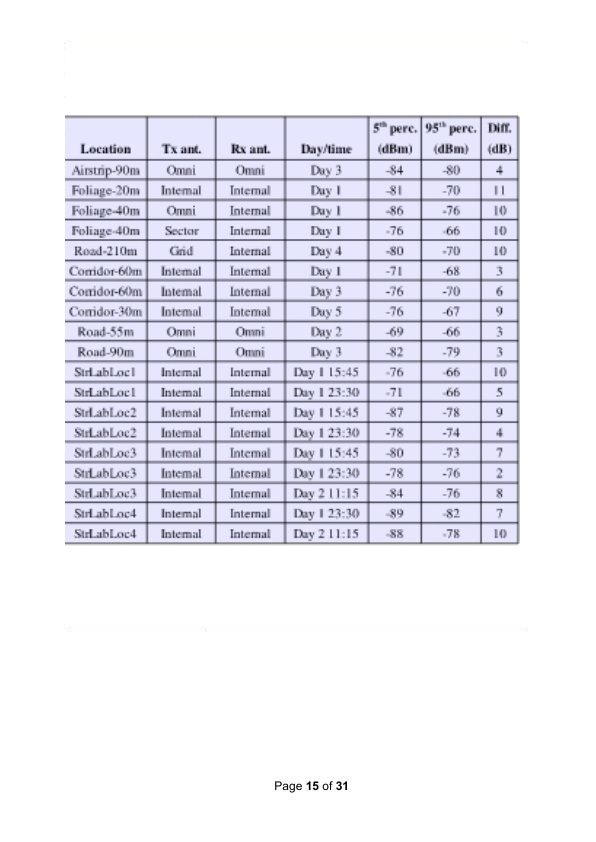 5th perc. 95th perc. Diff.
Location Tx ant. Rx ant. Day/time (dBm) (dBm) (dB)
Airstrip-90m Omni Omni Day 3 -84 -80 4
Foliage-20m Internal Internal Day 1 -81 -70 11
Foliage-40m Omni Internal Day 1 -86 -76 10
Foliage-40m Sector Internal Day 1 -76 -66 10
Road-210m Grid Internal Day 4 -80 -70 10
Corridor-60m Internal Internal Day 1 -71 -68 3
Corridor-60m Internal Internal Day 3 -76 -70 6
Corridor-30m Internal Internal Day 5 -76 -67 9
Road-55m Omni Omni Day 2 -69 -66 3
Road-90m Omni Omni Day 3 -82 -79 3
StrLabLoc1 Internal Internal Day 1 15:45 -76 -66 10
StrLabLoc1 Internal Internal Day 1 23:30 -71 -66 5
StrLabLoc2 Internal Internal Day 1 15:45 -87 -78 9
StrLabLoc2 Internal Internal Day 1 23:30 -78 -74 4
StrLabLoc3 Internal Internal Day 1 15:45 -80 -73 7
StrLabLoc3 Internal Internal Day 1 23:30 -78 -76 2
StrLabLoc3 Internal Internal Day 2 11:15 -84 -76 8
StrLabLoc4 Internal Internal Day 1 23:30 -89 -82 7
StrLabLoc4 Internal Internal Day 2 11:15 -88 -78 10
Page 15 of 31